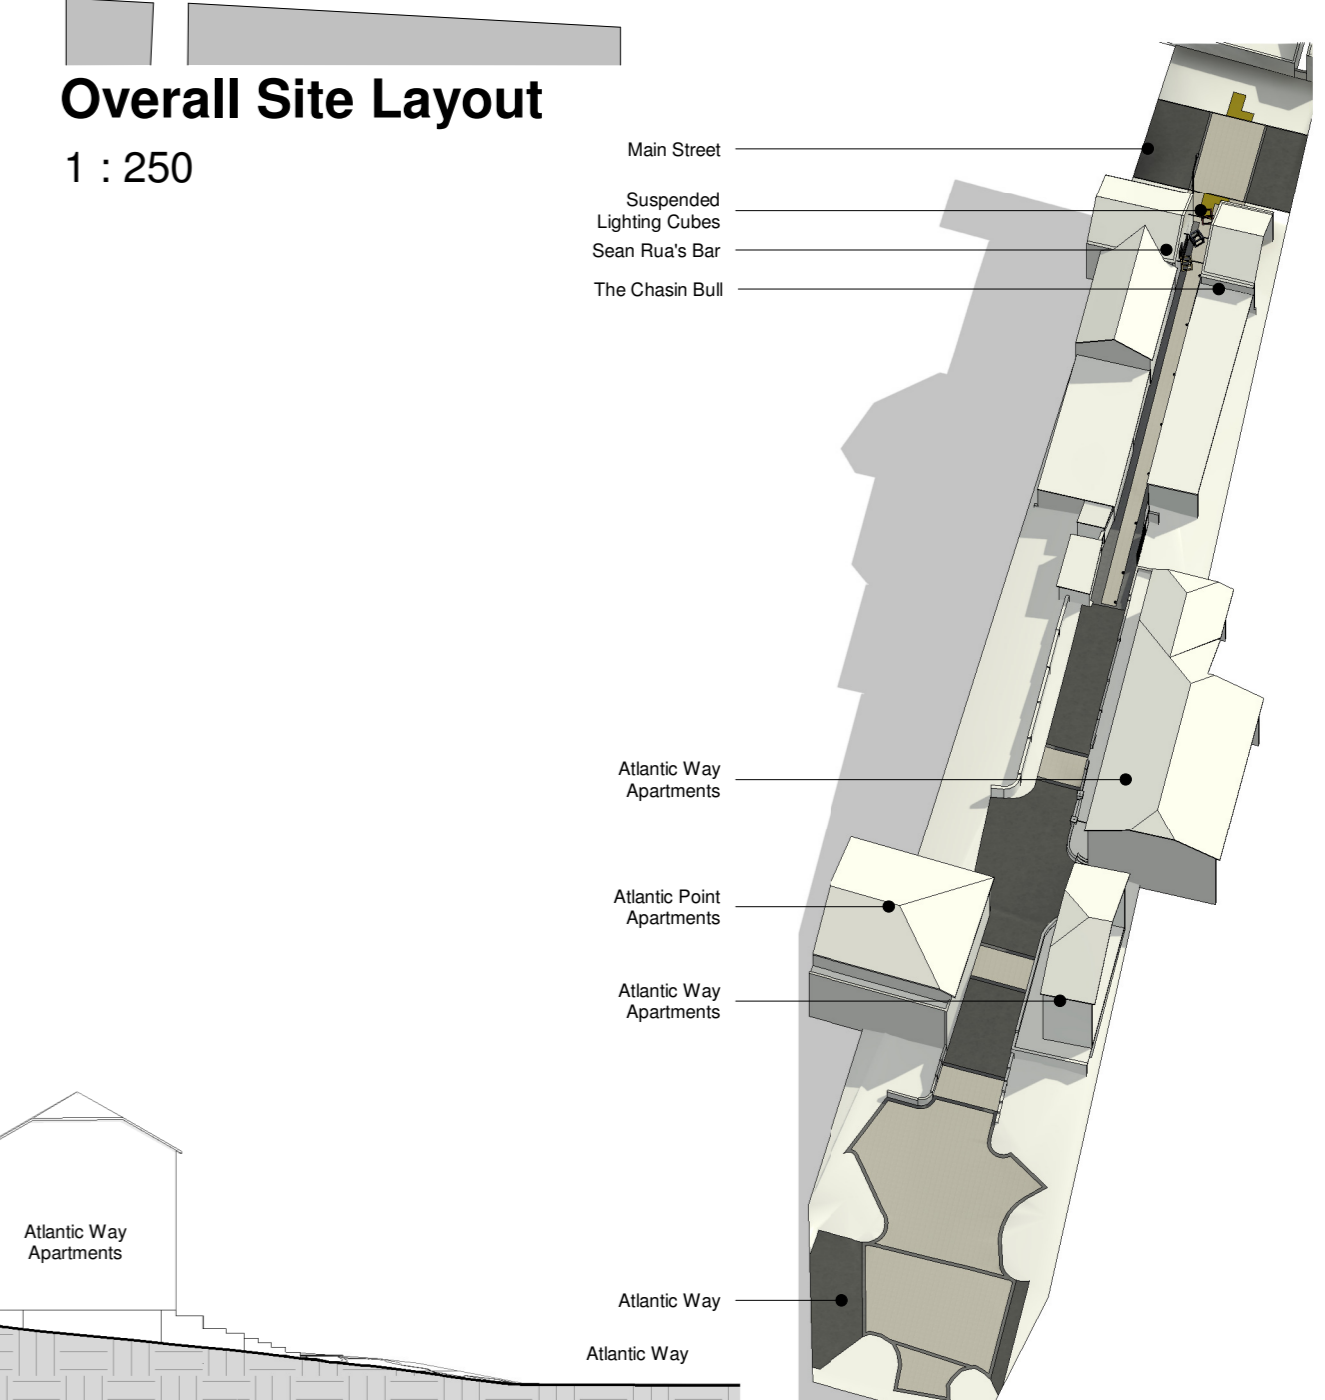 Overall Site Layout
1 : 250
Main Street
Suspended
Lighting Cubes
Sean Rua's Bar
The Chasin Bull
Atlantic Way
Apartments
Atlantic Point
Apartments
Atlantic Way
Apartments
Atlantic Way
Apartments
Atlantic Way
Atlantic Way